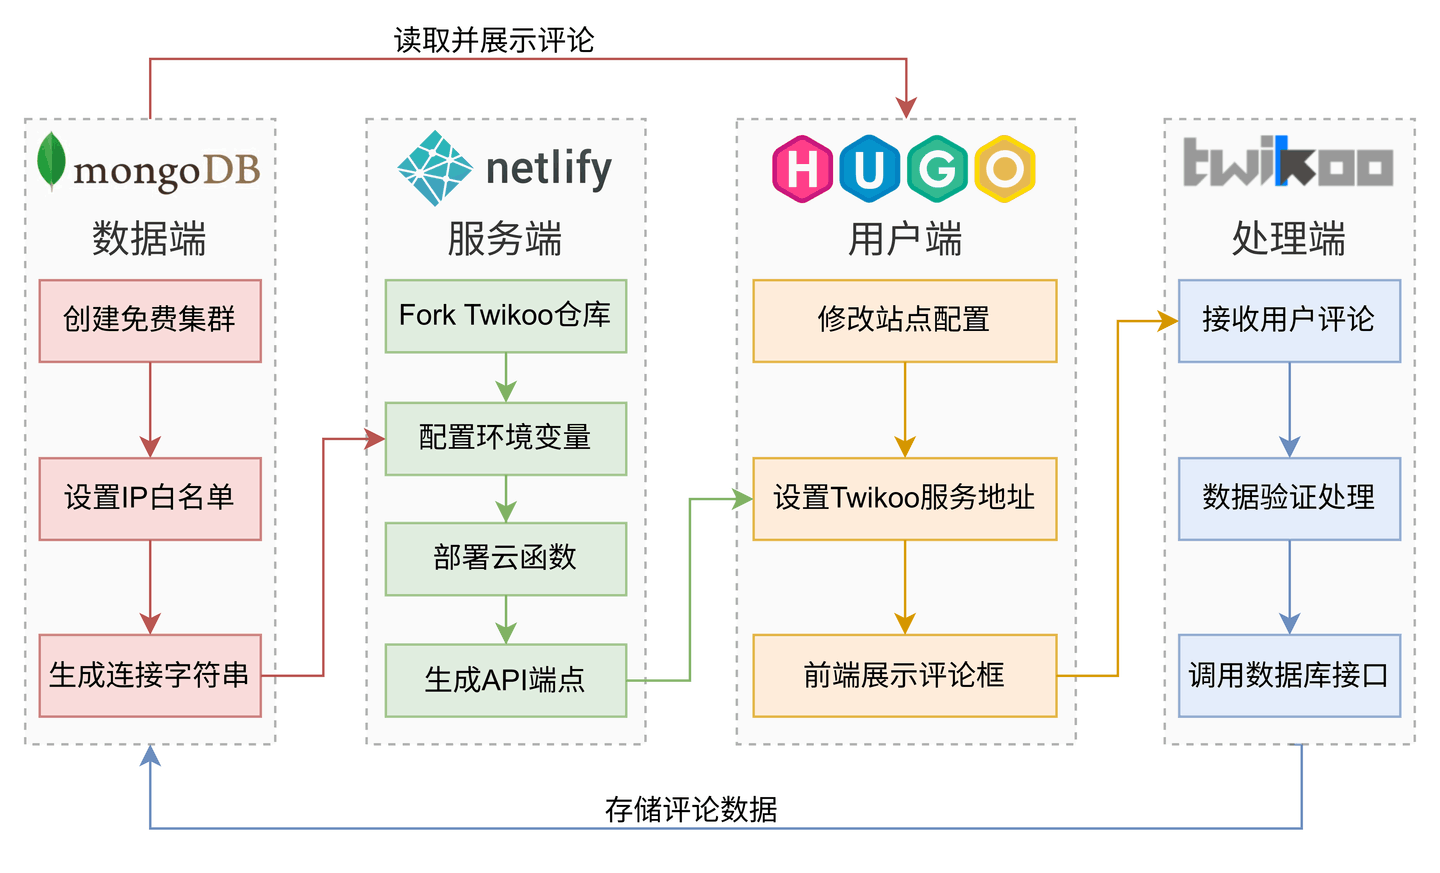 读取并展示评论
mongoDB
数据端
创建免费集群
设置IP白名单
生成连接字符串
netlify
服务端
Fork Twikoo仓库
配置环境变量
部署云函数
生成API端点
HUGO
用户端
修改站点配置
设置Twikoo服务地址
前端展示评论框
twikoo
处理端
接收用户评论
数据验证处理
调用数据库接口
存储评论数据